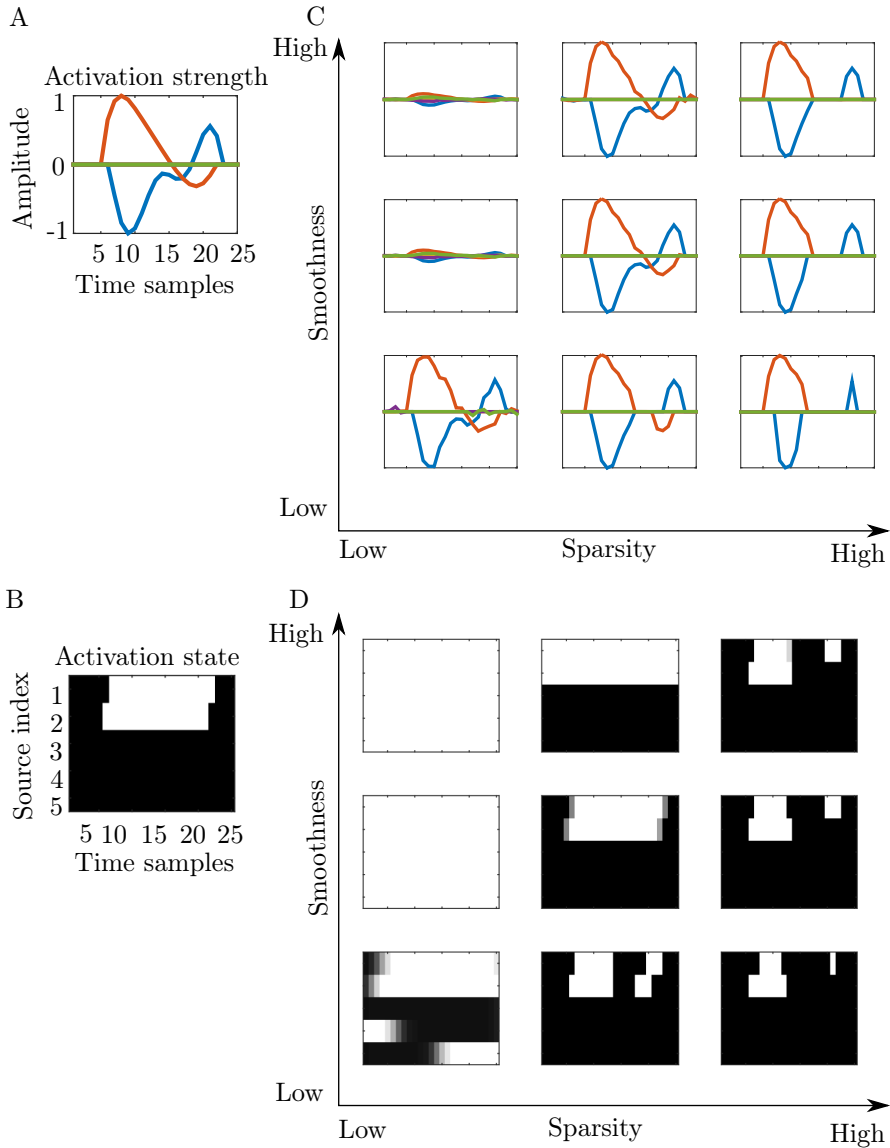 A
Activation strength
Amplitude
1
0
-1
5 10 15 20 25
Time samples
C
High
Smoothness
Low
Low Sparsity High
B
Activation state
Source index
1
2
3
4
5
5 10 15 20 25
Time samples
D
High
Smoothness
Low
Low Sparsity High